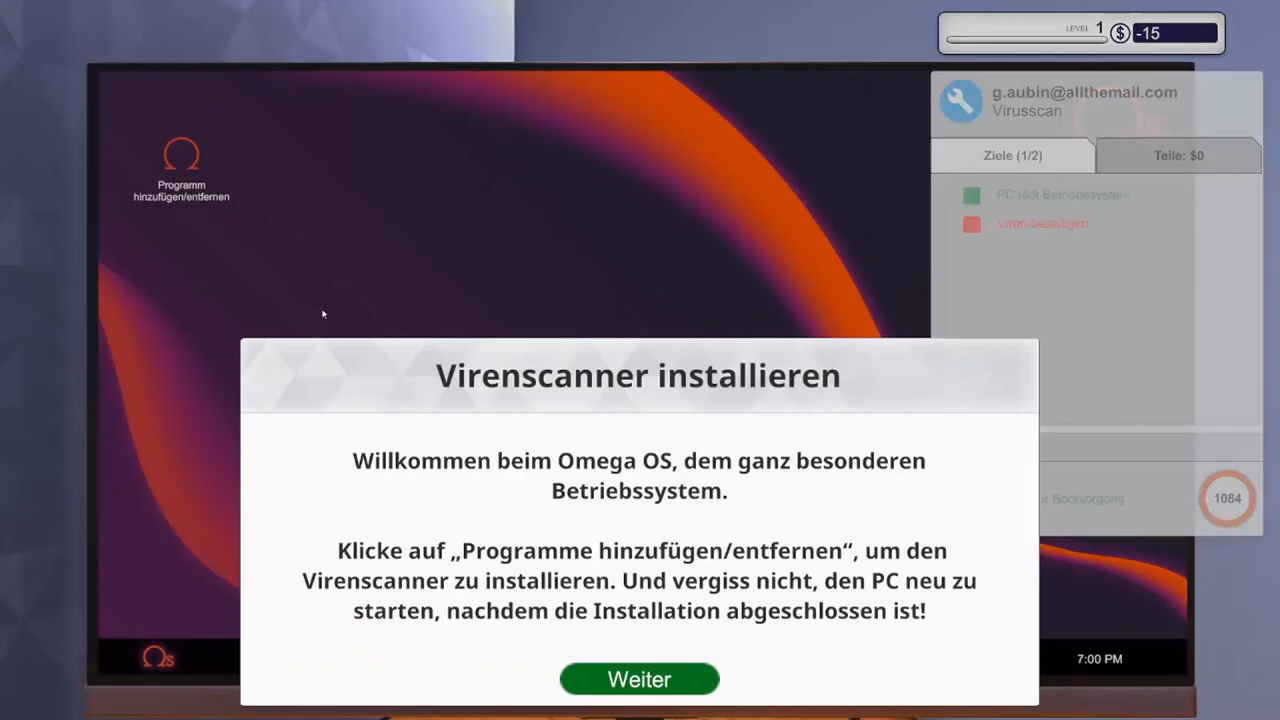 LEVEL 1
$ -15
g.aubin@allthemail.com
Virusscan
Ziele (1/2)
Teile: $0
PC lädt Betriebssystem
Viren beseitigen
Programm
hinzufügen/entfernen
Virenscanner installieren
Willkommen beim Omega OS, dem ganz besonderen
Betriebssystem.
Klicke auf „Programme hinzufügen/entfernen“, um den
Virenscanner zu installieren. Und vergiss nicht, den PC neu zu
starten, nachdem die Installation abgeschlossen ist!
Bootvorgang
1084
Weiter
Ωs
7:00 PM